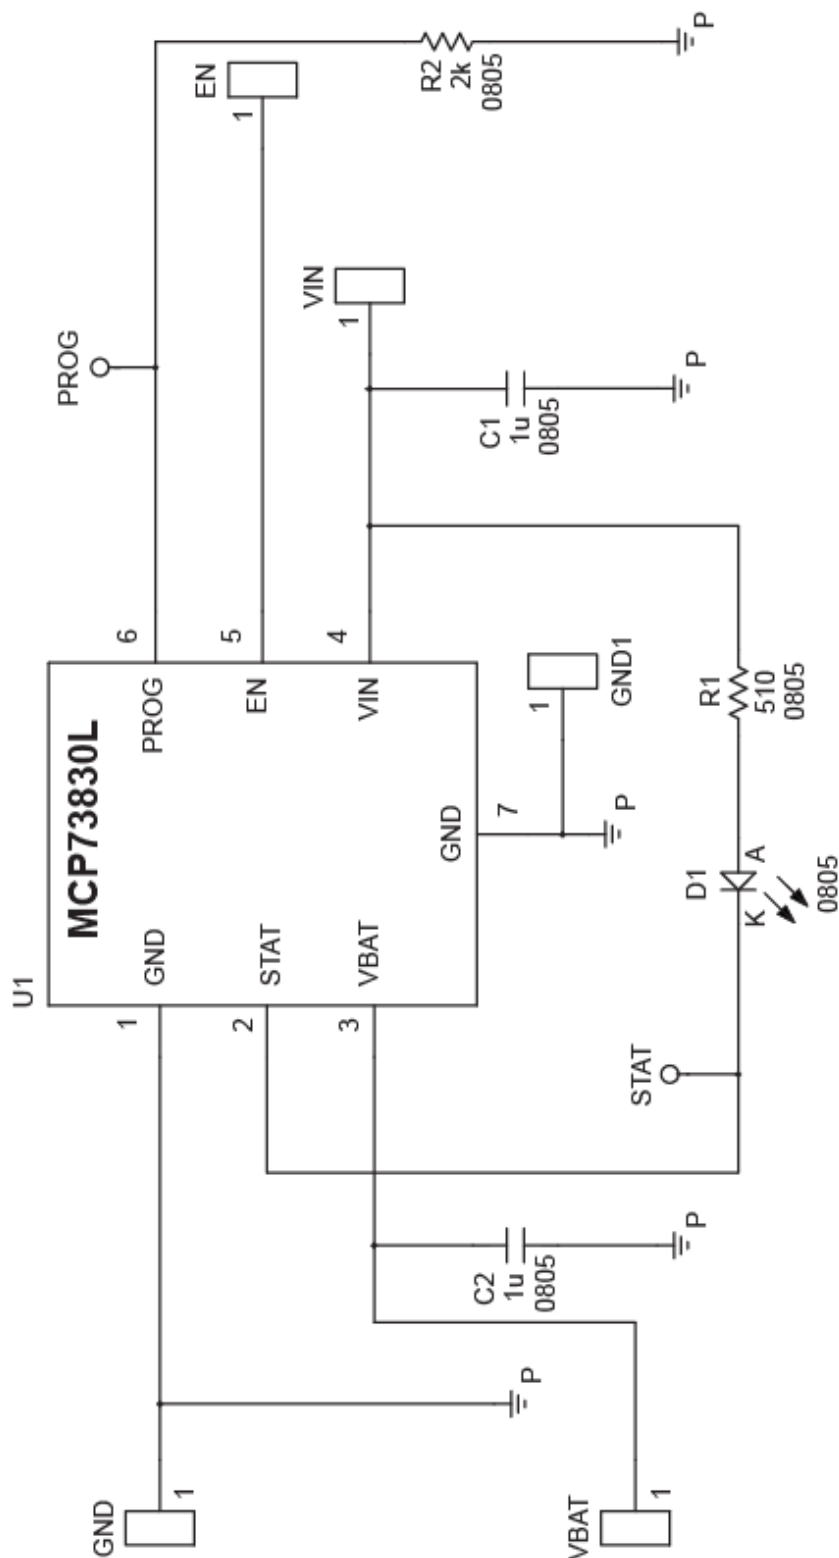 U1
MCP73830L
GND
STAT
VBAT
PROG
EN
VIN
GND
1
2
3
6
5
4
7
GND
1
P
VBAT
1
C2
1u
0805
P
STAT
D1
K
A
0805
R1
510
0805
GND1
1
P
PROG
EN
1
VIN
1
C1
1u
0805
P
R2
2k
0805
P